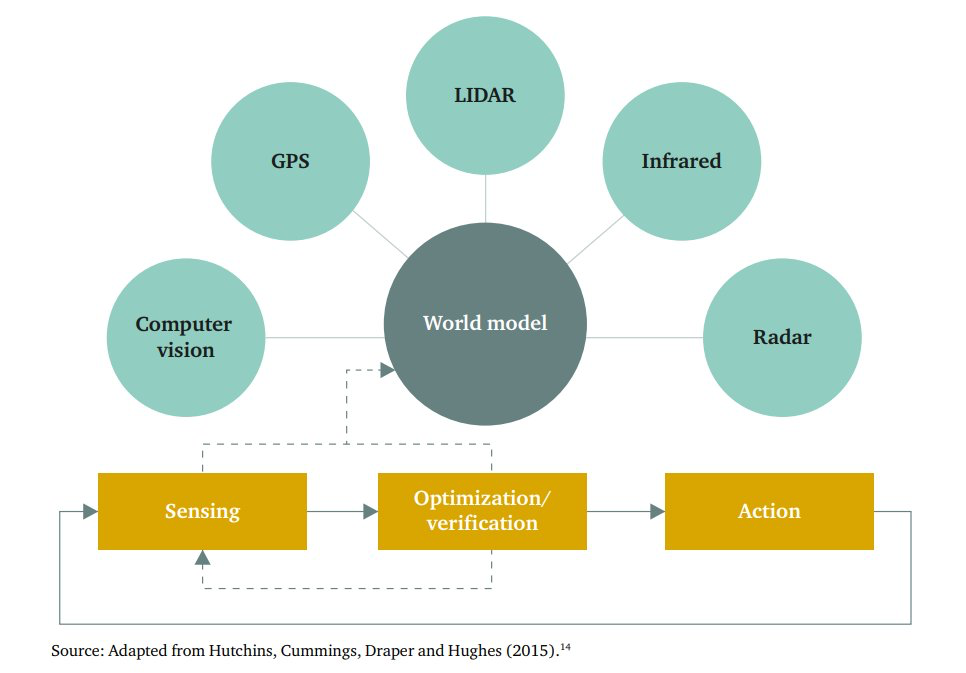 LIDAR
GPS
Infrared
World model
Computer
vision
Radar
Sensing
Optimization/
verification
Action
Source: Adapted from Hutchins, Cummings, Draper and Hughes (2015).¹⁴